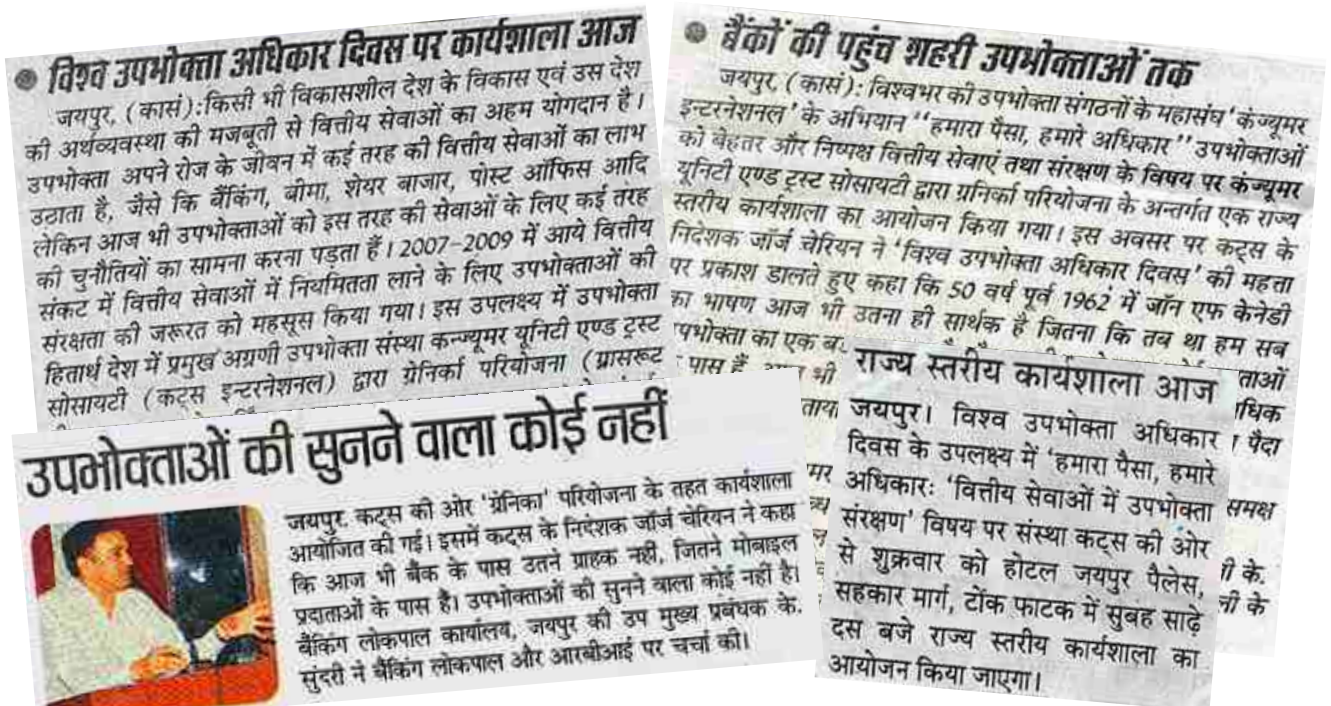 विश्व उपभोक्ता अधिकार दिवस पर कार्यशाला आज
जयपुर, (कासं):किसी भी विकासशील देश के विकास एवं उस देश
की अर्थव्यवस्था की मजबूती से वित्तीय सेवाओं का अहम योगदान है।
उपभोक्ता अपने रोज के जीवन में कई तरह की वित्तीय सेवाओं का लाभ
उठाता है, जैसे कि बैंकिंग, बीमा, शेयर बाजार, पोस्ट ऑफिस आदि
लेकिन आज भी उपभोक्ताओं को इस तरह की सेवाओं के लिए कई तरह
की चुनौतियों का सामना करना पड़ता हैं। 2007-2009 में आये वित्तीय
संकट में वित्तीय सेवाओं में नियमितता लाने के लिए उपभोक्ताओं की
संरक्षता की जरूरत को महसूस किया गया। इस उपलक्ष्य में उपभोक्ता
हितार्थ देश में प्रमुख अग्रणी उपभोक्ता संस्था कन्ज्यूमर यूनिटी एण्ड ट्रस्ट
सोसायटी (कट्स इन्टरनेशनल) द्वारा ग्रेनिर्का परियोजना (ग्रासरूट
बैंकों की पहुंच शहरी उपभोक्ताओं तक
जयपुर, (कासं): विश्वभर की उपभोक्ता संगठनों के महासंघ 'कंज्यूमर
इन्टरनेशनल' के अभियान ''हमारा पैसा, हमारे अधिकार'' उपभोक्ताओं
को बेहतर और निष्पक्ष वित्तीय सेवाएं तथा संरक्षण के विषय पर कंज्यूमर
यूनिटी एण्ड ट्रस्ट सोसायटी द्वारा ग्रनिर्का परियोजना के अन्तर्गत एक राज्य
स्तरीय कार्यशाला का आयोजन किया गया। इस अवसर पर कट्स के
निदेशक जॉर्ज चेरियन ने 'विश्व उपभोक्ता अधिकार दिवस' की महत्ता
पर प्रकाश डालते हुए कहा कि 50 वर्ष पूर्व 1962 में जॉन एफ केनेडी
का भाषण आज भी उतना ही सार्थक है जितना कि तब था हम सब
का एक
पास हैं
पैदा
समक्ष
के.
के
उपभोक्ताओं की सुनने वाला कोई नहीं
जयपुर. कट्स की ओर 'ग्रेनिका' परियोजना के तहत कार्यशाला
आयोजित की गई। इसमें कट्स के निदेशक जॉर्ज चेरियन ने कहा
कि आज भी बैंक के पास उतने ग्राहक नहीं, जितने मोबाइल
प्रदाताओं के पास हैं। उपभोक्ताओं की सुनने वाला कोई नहीं है।
बैंकिंग लोकपाल कार्यालय, जयपुर की उप मुख्य प्रबंधक के.
सुंदरी ने बैंकिंग लोकपाल और आरबीआई पर चर्चा की।
राज्य स्तरीय कार्यशाला आज
जयपुर। विश्व उपभोक्ता अधिकार
दिवस के उपलक्ष्य में 'हमारा पैसा, हमारे
अधिकारः 'वित्तीय सेवाओं में उपभोक्ता
संरक्षण' विषय पर संस्था कट्स की ओर
से शुक्रवार को होटल जयपुर पैलेस,
सहकार मार्ग, टोंक फाटक में सुबह साढ़े
दस बजे राज्य स्तरीय कार्यशाला का
आयोजन किया जाएगा।